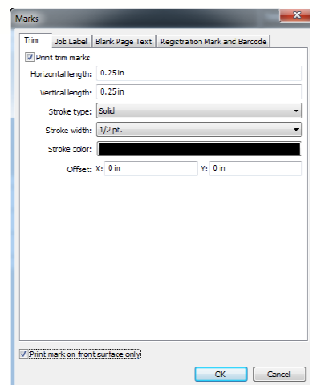 Marks
Trim Job Label Blank Page Text Registration Mark and Barcode
Print trim marks
Horizontal length: 0.25 in
Vertical length: 0.25 in
Stroke type: Solid
Stroke width: 1/2 pt.
Stroke color:
Offset: X: 0 in Y: 0 in
Print mark on front surface only
OK Cancel